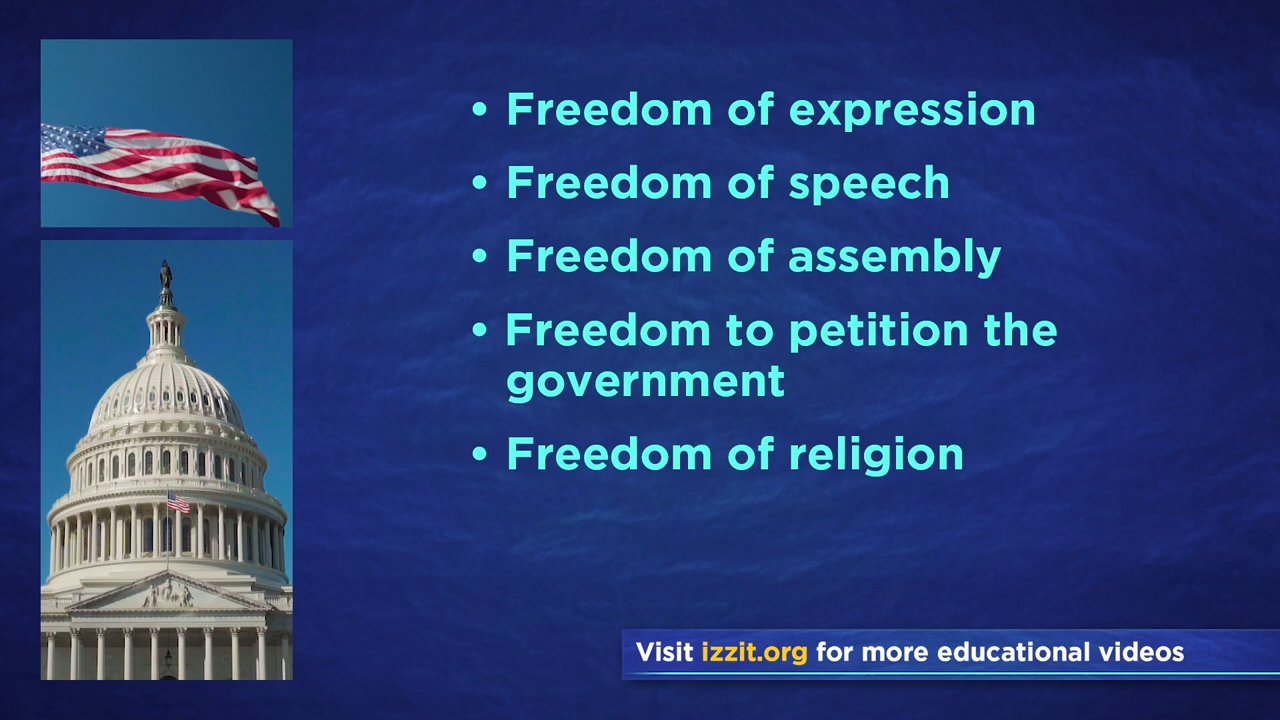 • Freedom of expression
• Freedom of speech
• Freedom of assembly
• Freedom to petition the
government
• Freedom of religion
Visit izzit.org for more educational videos